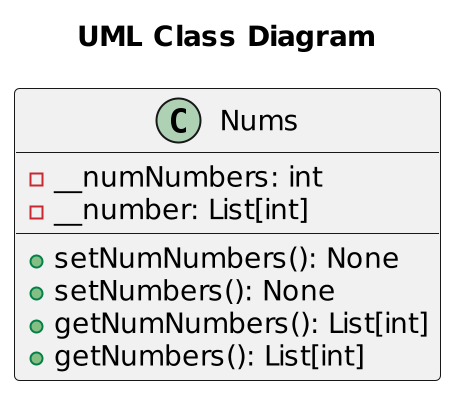 UML Class Diagram
C Nums
__numNumbers: int
__number: List[int]
setNumNumbers(): None
setNumbers(): None
getNumNumbers(): List[int]
getNumbers(): List[int]